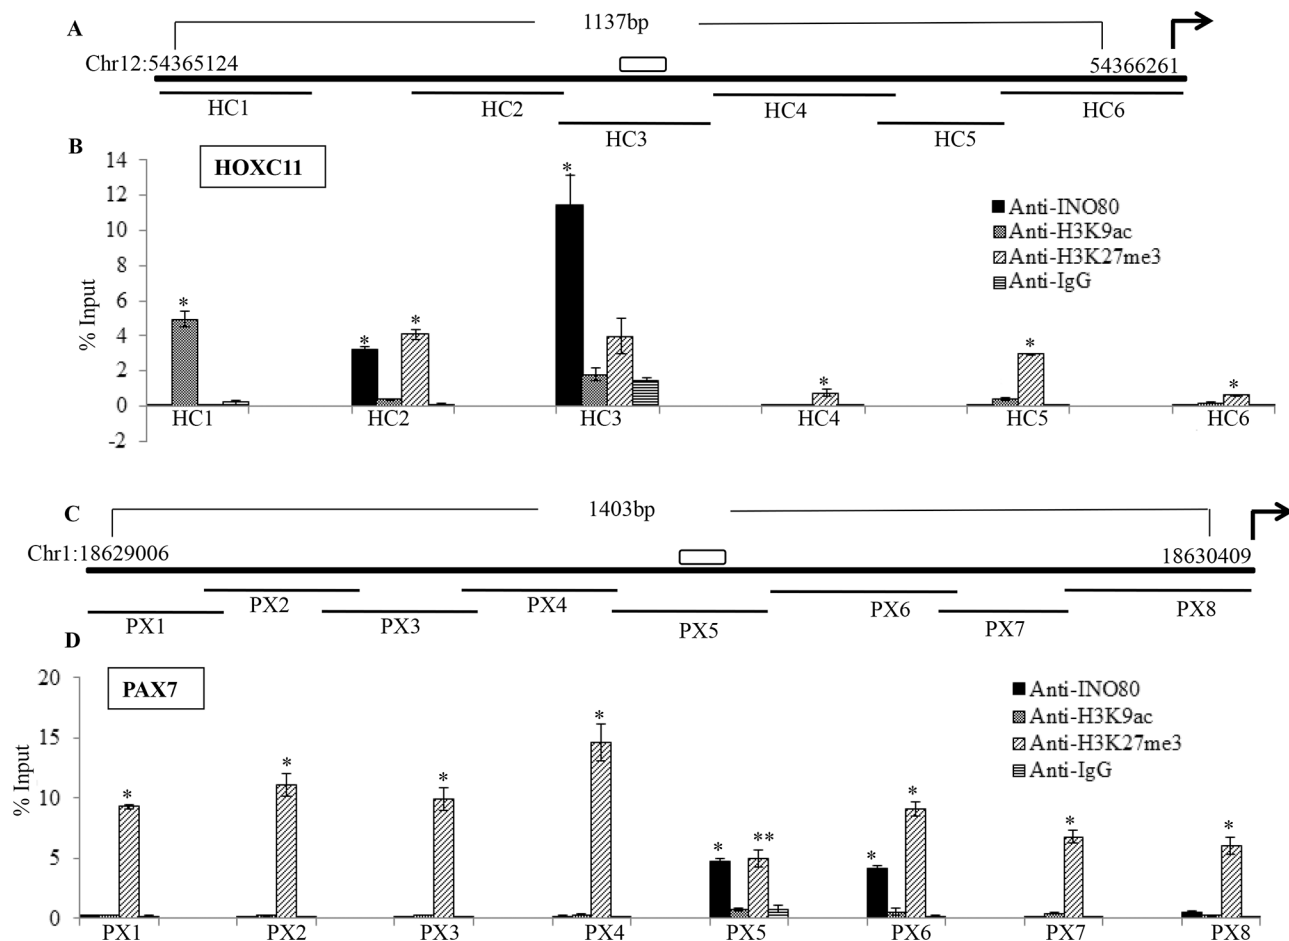 A
1137bp
Chr12:54365124
54366261
HC1
HC2
HC3
HC4
HC5
HC6
B
HOXC11
14
12
10
8
6
4
2
0
-2
% Input
*
*
*
*
*
*
*
Anti-INO80
Anti-H3K9ac
Anti-H3K27me3
Anti-IgG
HC1
HC2
HC3
HC4
HC5
HC6
C
1403bp
Chr1:18629006
18630409
PX1
PX2
PX3
PX4
PX5
PX6
PX7
PX8
D
PAX7
20
15
10
5
0
% Input
*
*
*
*
*
**
*
*
*
*
Anti-INO80
Anti-H3K9ac
Anti-H3K27me3
Anti-IgG
PX1
PX2
PX3
PX4
PX5
PX6
PX7
PX8